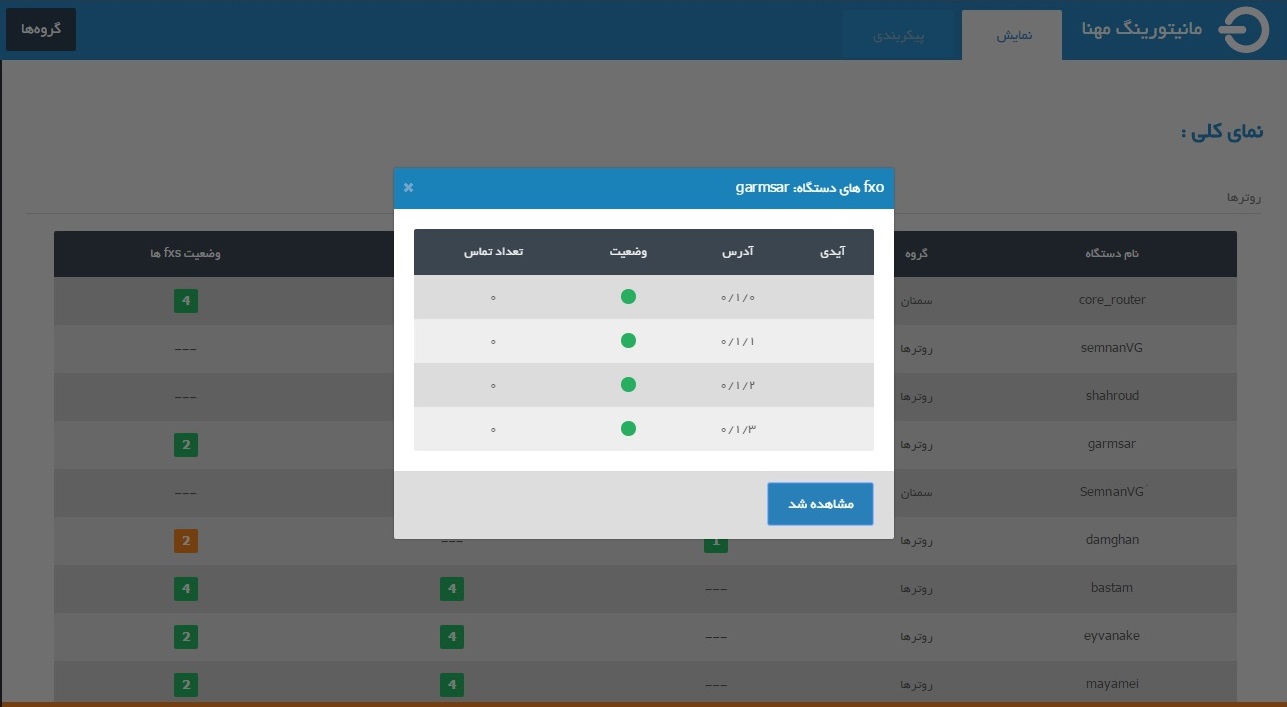 مانیتورینگ مهنا
نمایش
پیکربندی
گروه‌ها
نمای کلی :
روترها
نام دستگاه گروه وضعیت fxs ها
core_router سمنان 4
semnanVG روترها ---
shahroud روترها ---
garmsar روترها 2
SemnanVG سمنان ---
damghan روترها 1 --- 2
bastam روترها --- 4 4
eyvanake روترها --- 4 2
mayamei روترها --- 4 2
fxo های دستگاه: garmsar ×
آیدی آدرس وضعیت تعداد تماس
۰/۱/۰ ۰
۰/۱/۱ ۰
۰/۱/۲ ۰
۰/۱/۳ ۰
مشاهده شد